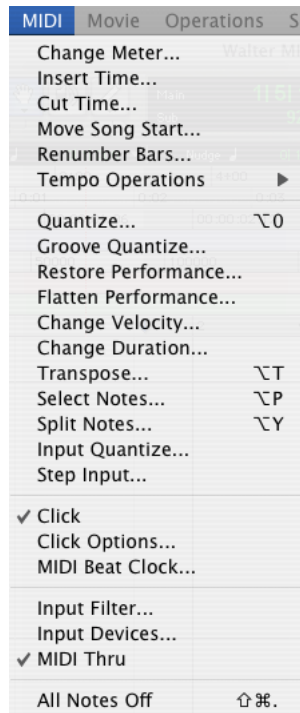 MIDI Movie Operations S
Change Meter...
Insert Time...
Cut Time...
Move Song Start...
Renumber Bars...
Tempo Operations ▶
Quantize... ⌥0
Groove Quantize...
Restore Performance...
Flatten Performance...
Change Velocity...
Change Duration...
Transpose... ⌥T
Select Notes... ⌥P
Split Notes... ⌥Y
Input Quantize...
Step Input...
✓ Click
Click Options...
MIDI Beat Clock...
Input Filter...
Input Devices...
✓ MIDI Thru
All Notes Off ⇧⌘.